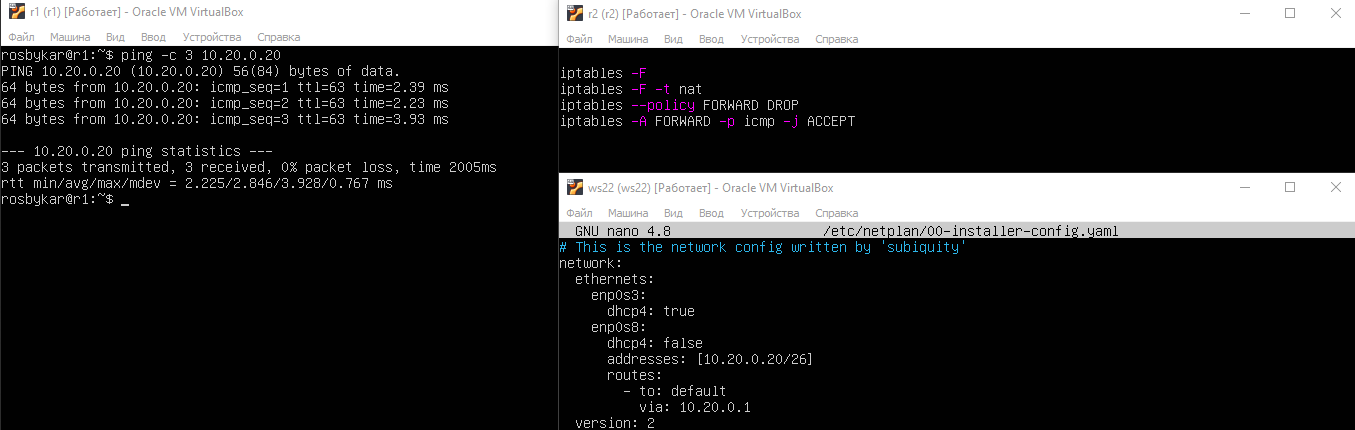 r1 (r1) [Работает] - Oracle VM VirtualBox
Файл Машина Вид Ввод Устройства Справка
rosbykar@r1:~$ ping -c 3 10.20.0.20
PING 10.20.0.20 (10.20.0.20) 56(84) bytes of data.
64 bytes from 10.20.0.20: icmp_seq=1 ttl=63 time=2.39 ms
64 bytes from 10.20.0.20: icmp_seq=2 ttl=63 time=2.23 ms
64 bytes from 10.20.0.20: icmp_seq=3 ttl=63 time=3.93 ms
--- 10.20.0.20 ping statistics ---
3 packets transmitted, 3 received, 0% packet loss, time 2005ms
rtt min/avg/max/mdev = 2.225/2.846/3.928/0.767 ms
rosbykar@r1:~$ _
r2 (r2) [Работает] - Oracle VM VirtualBox
Файл Машина Вид Ввод Устройства Справка
iptables -F
iptables -F -t nat
iptables --policy FORWARD DROP
iptables -A FORWARD -p icmp -j ACCEPT
ws22 (ws22) [Работает] - Oracle VM VirtualBox
Файл Машина Вид Ввод Устройства Справка
GNU nano 4.8 /etc/netplan/00-installer-config.yaml
# This is the network config written by 'subiquity'
network:
  ethernets:
    enp0s3:
      dhcp4: true
    enp0s8:
      dhcp4: false
      addresses: [10.20.0.20/26]
      routes:
        - to: default
          via: 10.20.0.1
  version: 2